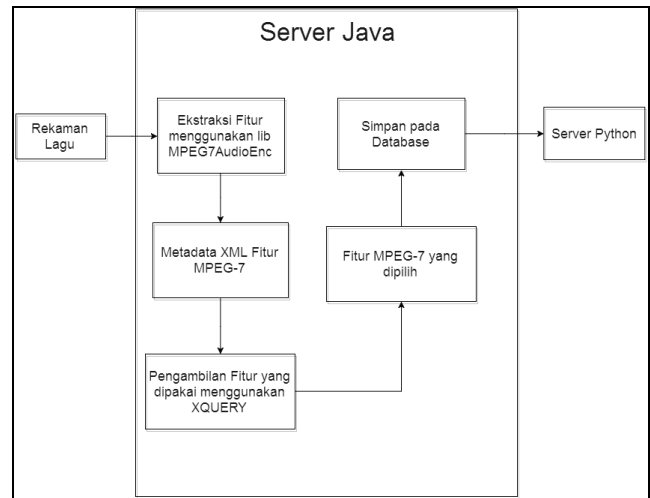 Server Java
Rekaman
Lagu
Ekstraksi Fitur
menggunakan lib
MPEG7AudioEnc
Metadata XML Fitur
MPEG-7
Pengambilan Fitur yang
dipakai menggunakan
XQUERY
Fitur MPEG-7 yang
dipilih
Simpan pada
Database
Server Python